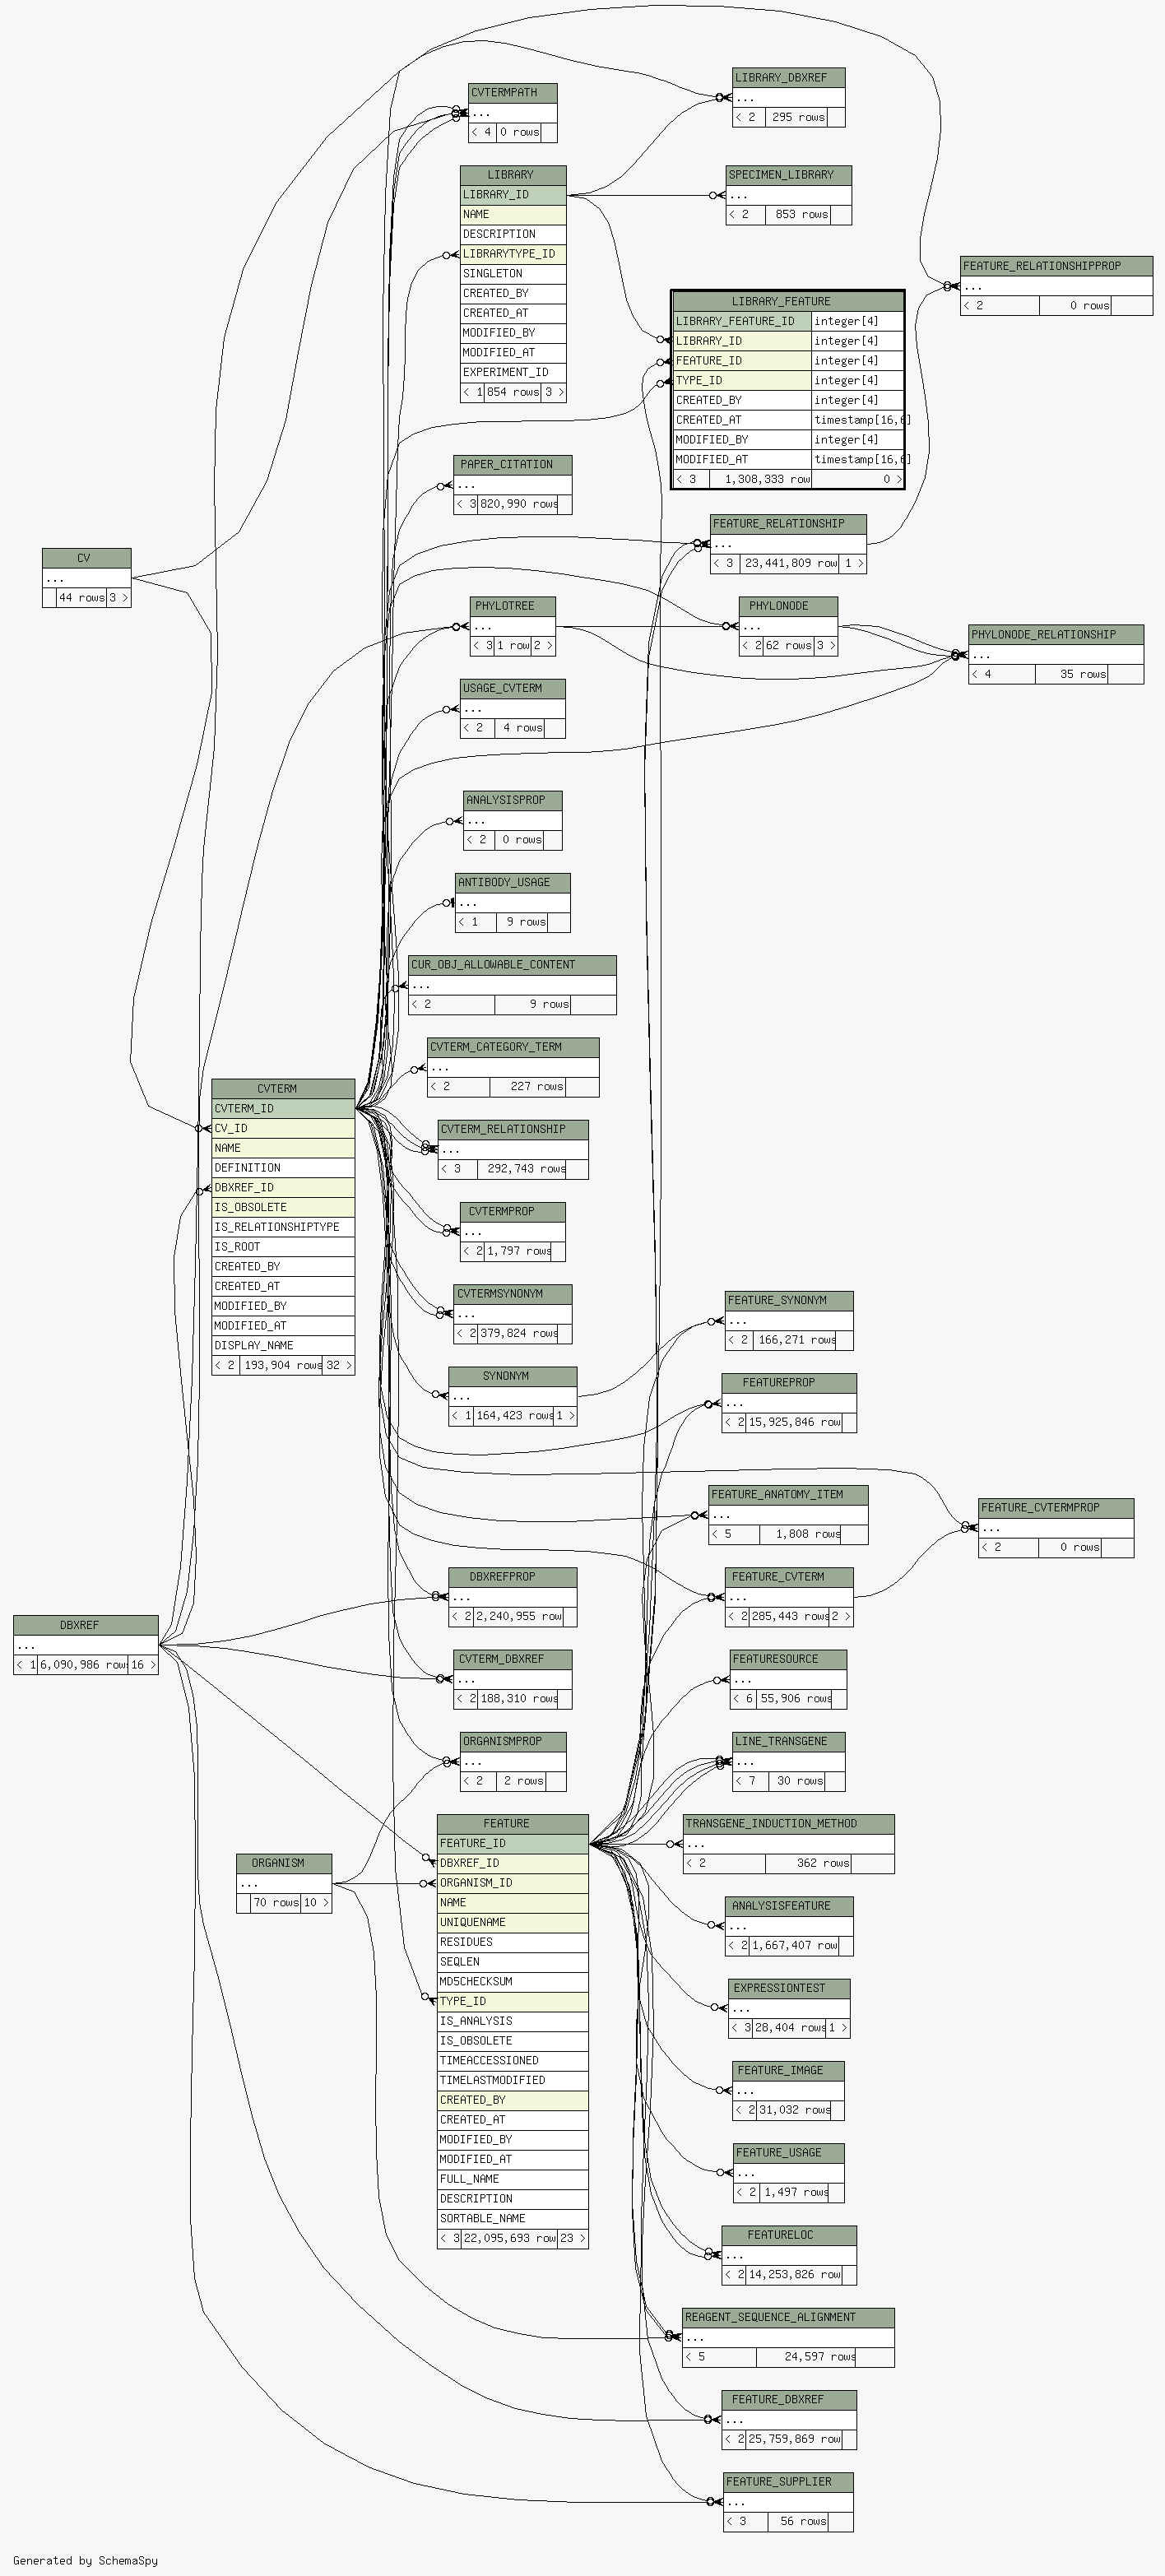 LIBRARY_DBXREF
...
< 2 295 rows
CVTERMPATH
...
< 4 0 rows
LIBRARY
LIBRARY_ID
NAME
DESCRIPTION
LIBRARYTYPE_ID
SINGLETON
CREATED_BY
CREATED_AT
MODIFIED_BY
MODIFIED_AT
EXPERIMENT_ID
< 1 854 rows 3 >
SPECIMEN_LIBRARY
...
< 2 853 rows
FEATURE_RELATIONSHIPPROP
...
< 2 0 rows
LIBRARY_FEATURE
LIBRARY_FEATURE_ID integer[4]
LIBRARY_ID integer[4]
FEATURE_ID integer[4]
TYPE_ID integer[4]
CREATED_BY integer[4]
CREATED_AT timestamp[16,6]
MODIFIED_BY integer[4]
MODIFIED_AT timestamp[16,6]
< 3 1,308,333 row 0 >
PAPER_CITATION
...
< 3 820,990 rows
FEATURE_RELATIONSHIP
...
< 3 23,441,809 row 1 >
CV
...
44 rows 3 >
PHYLOTREE
...
< 3 1 row 2 >
PHYLONODE
...
< 2 62 rows 3 >
PHYLONODE_RELATIONSHIP
...
< 4 35 rows
USAGE_CVTERM
...
< 2 4 rows
ANALYSISPROP
...
< 2 0 rows
ANTIBODY_USAGE
...
< 1 9 rows
CUR_OBJ_ALLOWABLE_CONTENT
...
< 2 9 rows
CVTERM_CATEGORY_TERM
...
< 2 227 rows
CVTERM
CVTERM_ID
CV_ID
NAME
DEFINITION
DBXREF_ID
IS_OBSOLETE
IS_RELATIONSHIPTYPE
IS_ROOT
CREATED_BY
CREATED_AT
MODIFIED_BY
MODIFIED_AT
DISPLAY_NAME
< 2 193,904 rows 32 >
CVTERM_RELATIONSHIP
...
< 3 292,743 rows
CVTERMPROP
...
< 2 1,797 rows
CVTERMSYNONYM
...
< 2 379,824 rows
FEATURE_SYNONYM
...
< 2 166,271 rows
SYNONYM
...
< 1 164,423 rows 1 >
FEATUREPROP
...
< 2 15,925,846 row
FEATURE_ANATOMY_ITEM
...
< 5 1,808 rows
FEATURE_CVTERMPROP
...
< 2 0 rows
DBXREFPROP
...
< 2 2,240,955 row
FEATURE_CVTERM
...
< 2 285,443 rows 2 >
DBXREF
...
< 1 6,090,986 row 16 >
CVTERM_DBXREF
...
< 2 188,310 rows
FEATURESOURCE
...
< 6 55,906 rows
ORGANISMPROP
...
< 2 2 rows
LINE_TRANSGENE
...
< 7 30 rows
FEATURE
FEATURE_ID
DBXREF_ID
ORGANISM_ID
NAME
UNIQUENAME
RESIDUES
SEQLEN
MD5CHECKSUM
TYPE_ID
IS_ANALYSIS
IS_OBSOLETE
TIMEACCESSIONED
TIMELASTMODIFIED
CREATED_BY
CREATED_AT
MODIFIED_BY
MODIFIED_AT
FULL_NAME
DESCRIPTION
SORTABLE_NAME
< 3 22,095,693 row 23 >
TRANSGENE_INDUCTION_METHOD
...
< 2 362 rows
ORGANISM
...
70 rows 10 >
ANALYSISFEATURE
...
< 2 1,667,407 row
EXPRESSIONTEST
...
< 3 28,404 rows 1 >
FEATURE_IMAGE
...
< 2 31,032 rows
FEATURE_USAGE
...
< 2 1,497 rows
FEATURELOC
...
< 2 14,253,826 row
REAGENT_SEQUENCE_ALIGNMENT
...
< 5 24,597 rows
FEATURE_DBXREF
...
< 2 25,759,869 row
FEATURE_SUPPLIER
...
< 3 56 rows
Generated by SchemaSpy